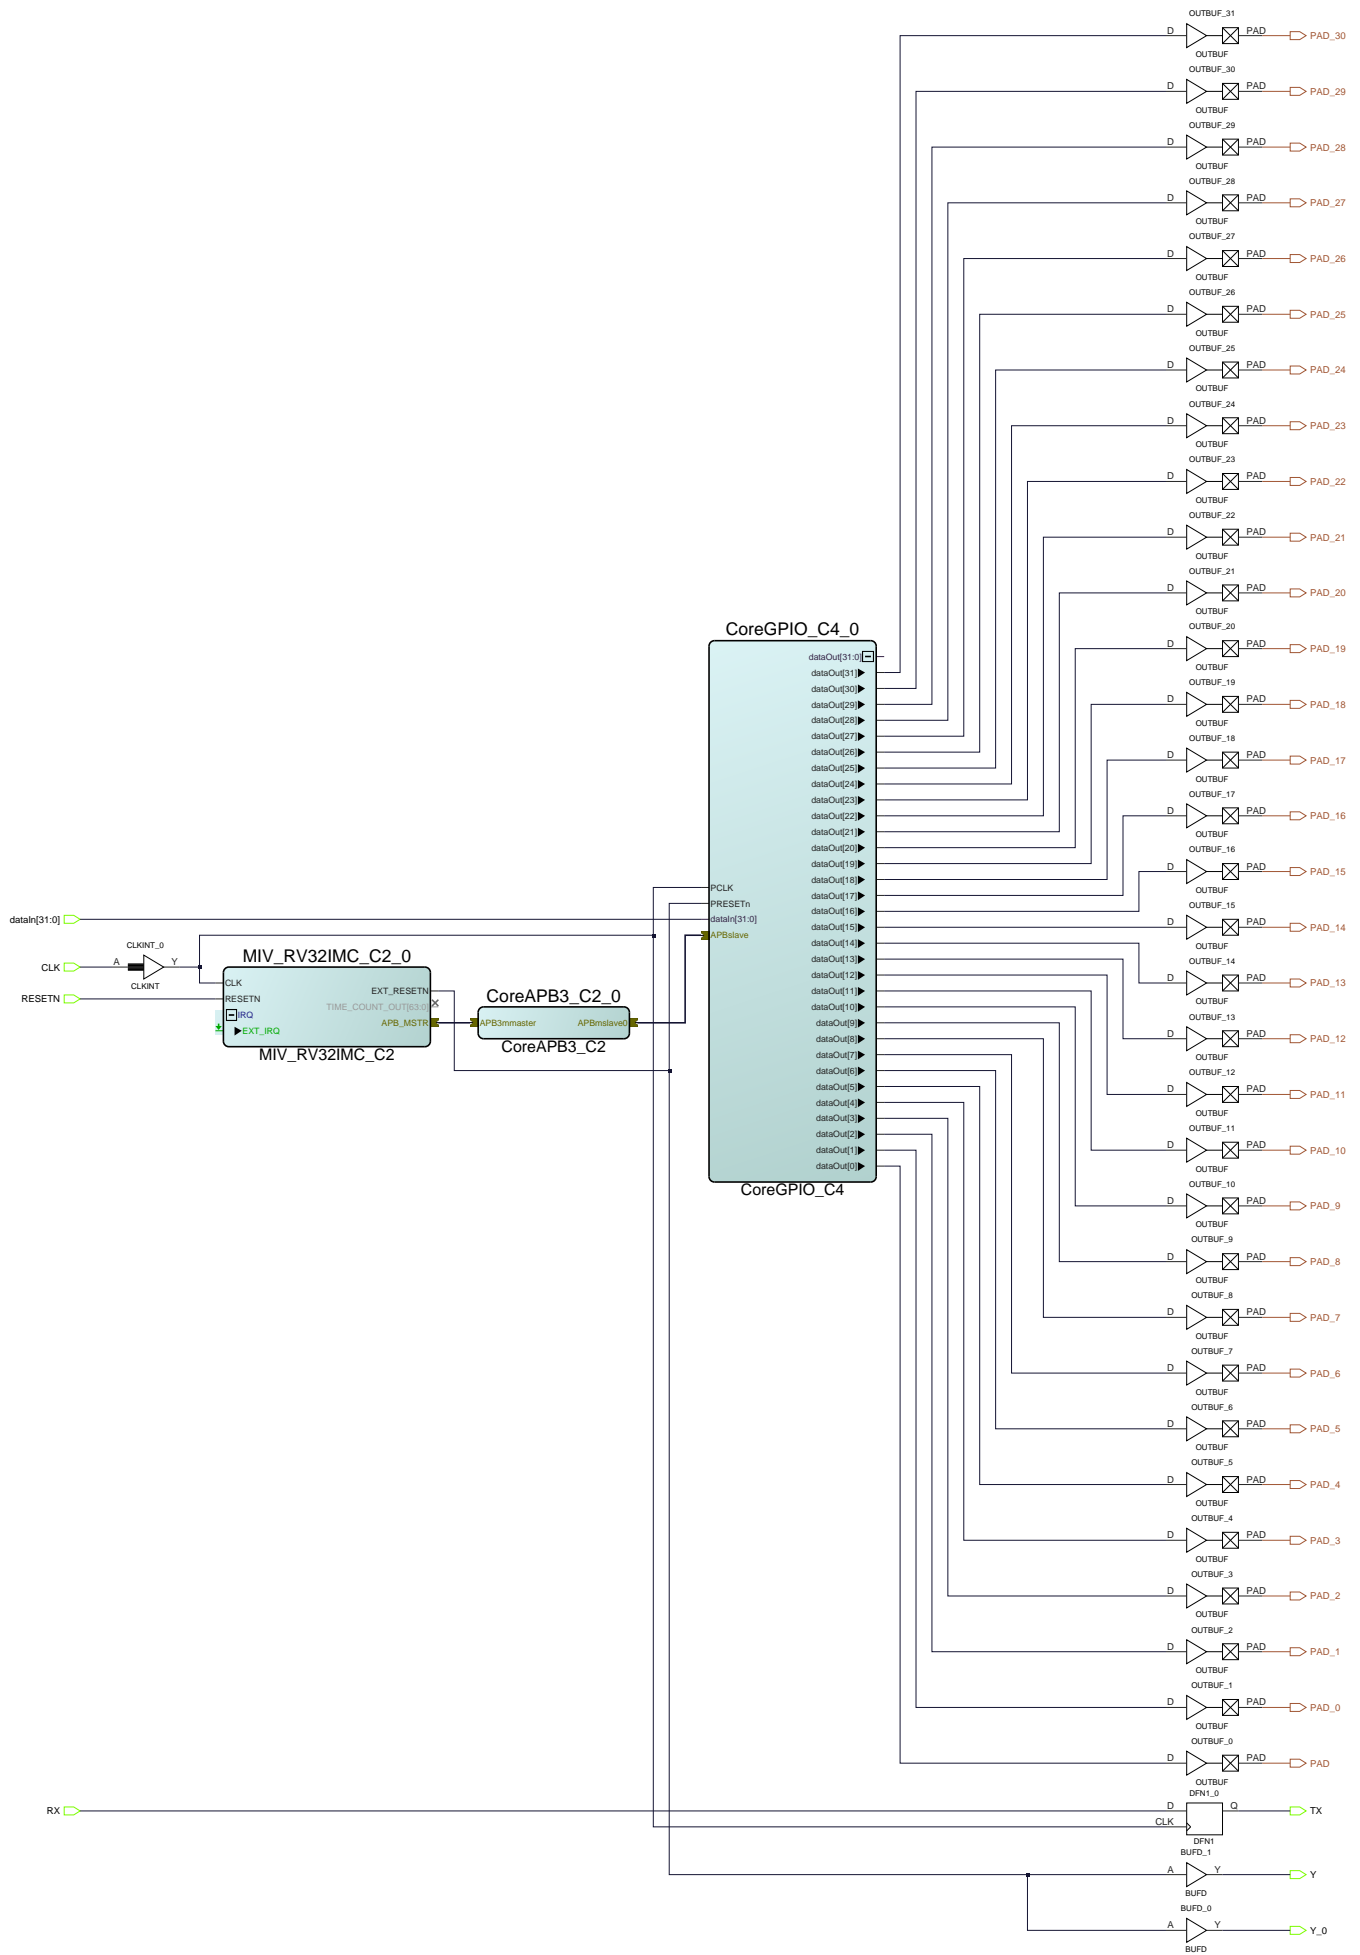 OUTBUF_31
D PAD PAD_30
OUTBUF
OUTBUF_30
D PAD PAD_29
OUTBUF
OUTBUF_29
D PAD PAD_28
OUTBUF
OUTBUF_28
D PAD PAD_27
OUTBUF
OUTBUF_27
D PAD PAD_26
OUTBUF
OUTBUF_26
D PAD PAD_25
OUTBUF
OUTBUF_25
D PAD PAD_24
OUTBUF
OUTBUF_24
D PAD PAD_23
OUTBUF
OUTBUF_23
D PAD PAD_22
OUTBUF
OUTBUF_22
D PAD PAD_21
OUTBUF
OUTBUF_21
D PAD PAD_20
OUTBUF
OUTBUF_20
D PAD PAD_19
OUTBUF
OUTBUF_19
D PAD PAD_18
OUTBUF
OUTBUF_18
D PAD PAD_17
OUTBUF
OUTBUF_17
D PAD PAD_16
OUTBUF
OUTBUF_16
D PAD PAD_15
OUTBUF
OUTBUF_15
D PAD PAD_14
OUTBUF
OUTBUF_14
D PAD PAD_13
OUTBUF
OUTBUF_13
D PAD PAD_12
OUTBUF
OUTBUF_12
D PAD PAD_11
OUTBUF
OUTBUF_11
D PAD PAD_10
OUTBUF
OUTBUF_10
D PAD PAD_9
OUTBUF
OUTBUF_9
D PAD PAD_8
OUTBUF
OUTBUF_8
D PAD PAD_7
OUTBUF
OUTBUF_7
D PAD PAD_6
OUTBUF
OUTBUF_6
D PAD PAD_5
OUTBUF
OUTBUF_5
D PAD PAD_4
OUTBUF
OUTBUF_4
D PAD PAD_3
OUTBUF
OUTBUF_3
D PAD PAD_2
OUTBUF
OUTBUF_2
D PAD PAD_1
OUTBUF
OUTBUF_1
D PAD PAD_0
OUTBUF
OUTBUF_0
D PAD PAD
OUTBUF
CoreGPIO_C4_0
dataOut[31:0]
dataOut[31]
dataOut[30]
dataOut[29]
dataOut[28]
dataOut[27]
dataOut[26]
dataOut[25]
dataOut[24]
dataOut[23]
dataOut[22]
dataOut[21]
dataOut[20]
dataOut[19]
dataOut[18]
dataOut[17]
dataOut[16]
dataOut[15]
dataOut[14]
dataOut[13]
dataOut[12]
dataOut[11]
dataOut[10]
dataOut[9]
dataOut[8]
dataOut[7]
dataOut[6]
dataOut[5]
dataOut[4]
dataOut[3]
dataOut[2]
dataOut[1]
dataOut[0]
PCLK
PRESETn
dataIn[31:0]
APBslave
CoreGPIO_C4
dataIn[31:0]
CLKINT_0
CLK A Y
CLKINT
RESETN
MIV_RV32IMC_C2_0
CLK
EXT_RESETN
RESETN
TIME_COUNT_OUT[63:0]
IRQ
APB_MSTR
EXT_IRQ
MIV_RV32IMC_C2
CoreAPB3_C2_0
APB3mmaster APBmslave0
CoreAPB3_C2
RX
DFN1_0
D Q TX
CLK
DFN1
BUFD_1
A Y Y
BUFD
BUFD_0
A Y Y_0
BUFD